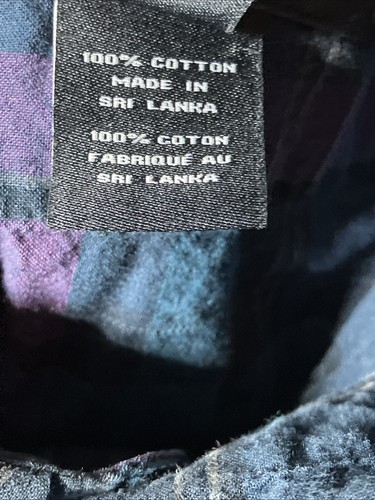 100% COTTON
MADE IN
SRI LANKA
100% COTON
FABRIQUÉ AU
SRI LANKA